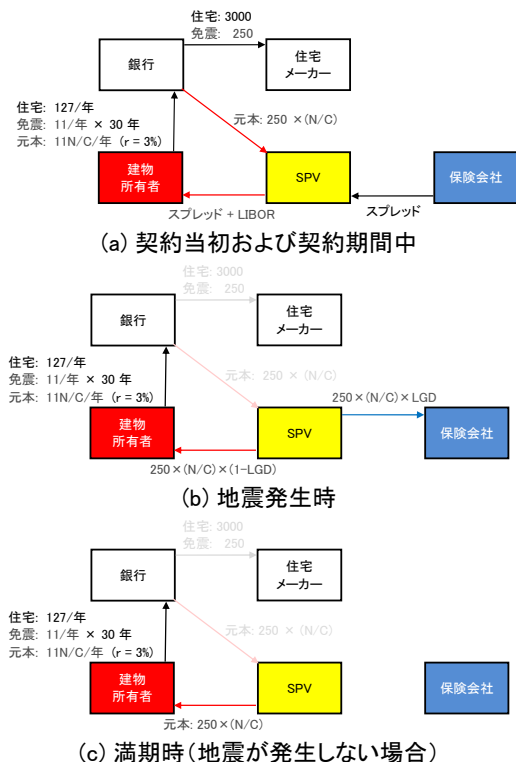 住宅: 3000
免震: 250
銀行
住宅
メーカー
住宅: 127/年
免震: 11/年 × 30 年
元本: 11N/C/年 (r = 3%)
元本: 250 ×(N/C)
建物
所有者
SPV
保険会社
スプレッド + LIBOR
スプレッド
(a) 契約当初および契約期間中
住宅: 3000
免震: 250
銀行
住宅
メーカー
住宅: 127/年
免震: 11/年 × 30 年
元本: 11N/C/年 (r = 3%)
元本: 250 ×(N/C)
250×(N/C)×LGD
建物
所有者
SPV
保険会社
250×(N/C)×(1-LGD)
(b) 地震発生時
住宅: 3000
免震: 250
銀行
住宅
メーカー
住宅: 127/年
免震: 11/年 × 30 年
元本: 11N/C/年 (r = 3%)
元本: 250 ×(N/C)
建物
所有者
SPV
保険会社
元本: 250×(N/C)
(c) 満期時(地震が発生しない場合)